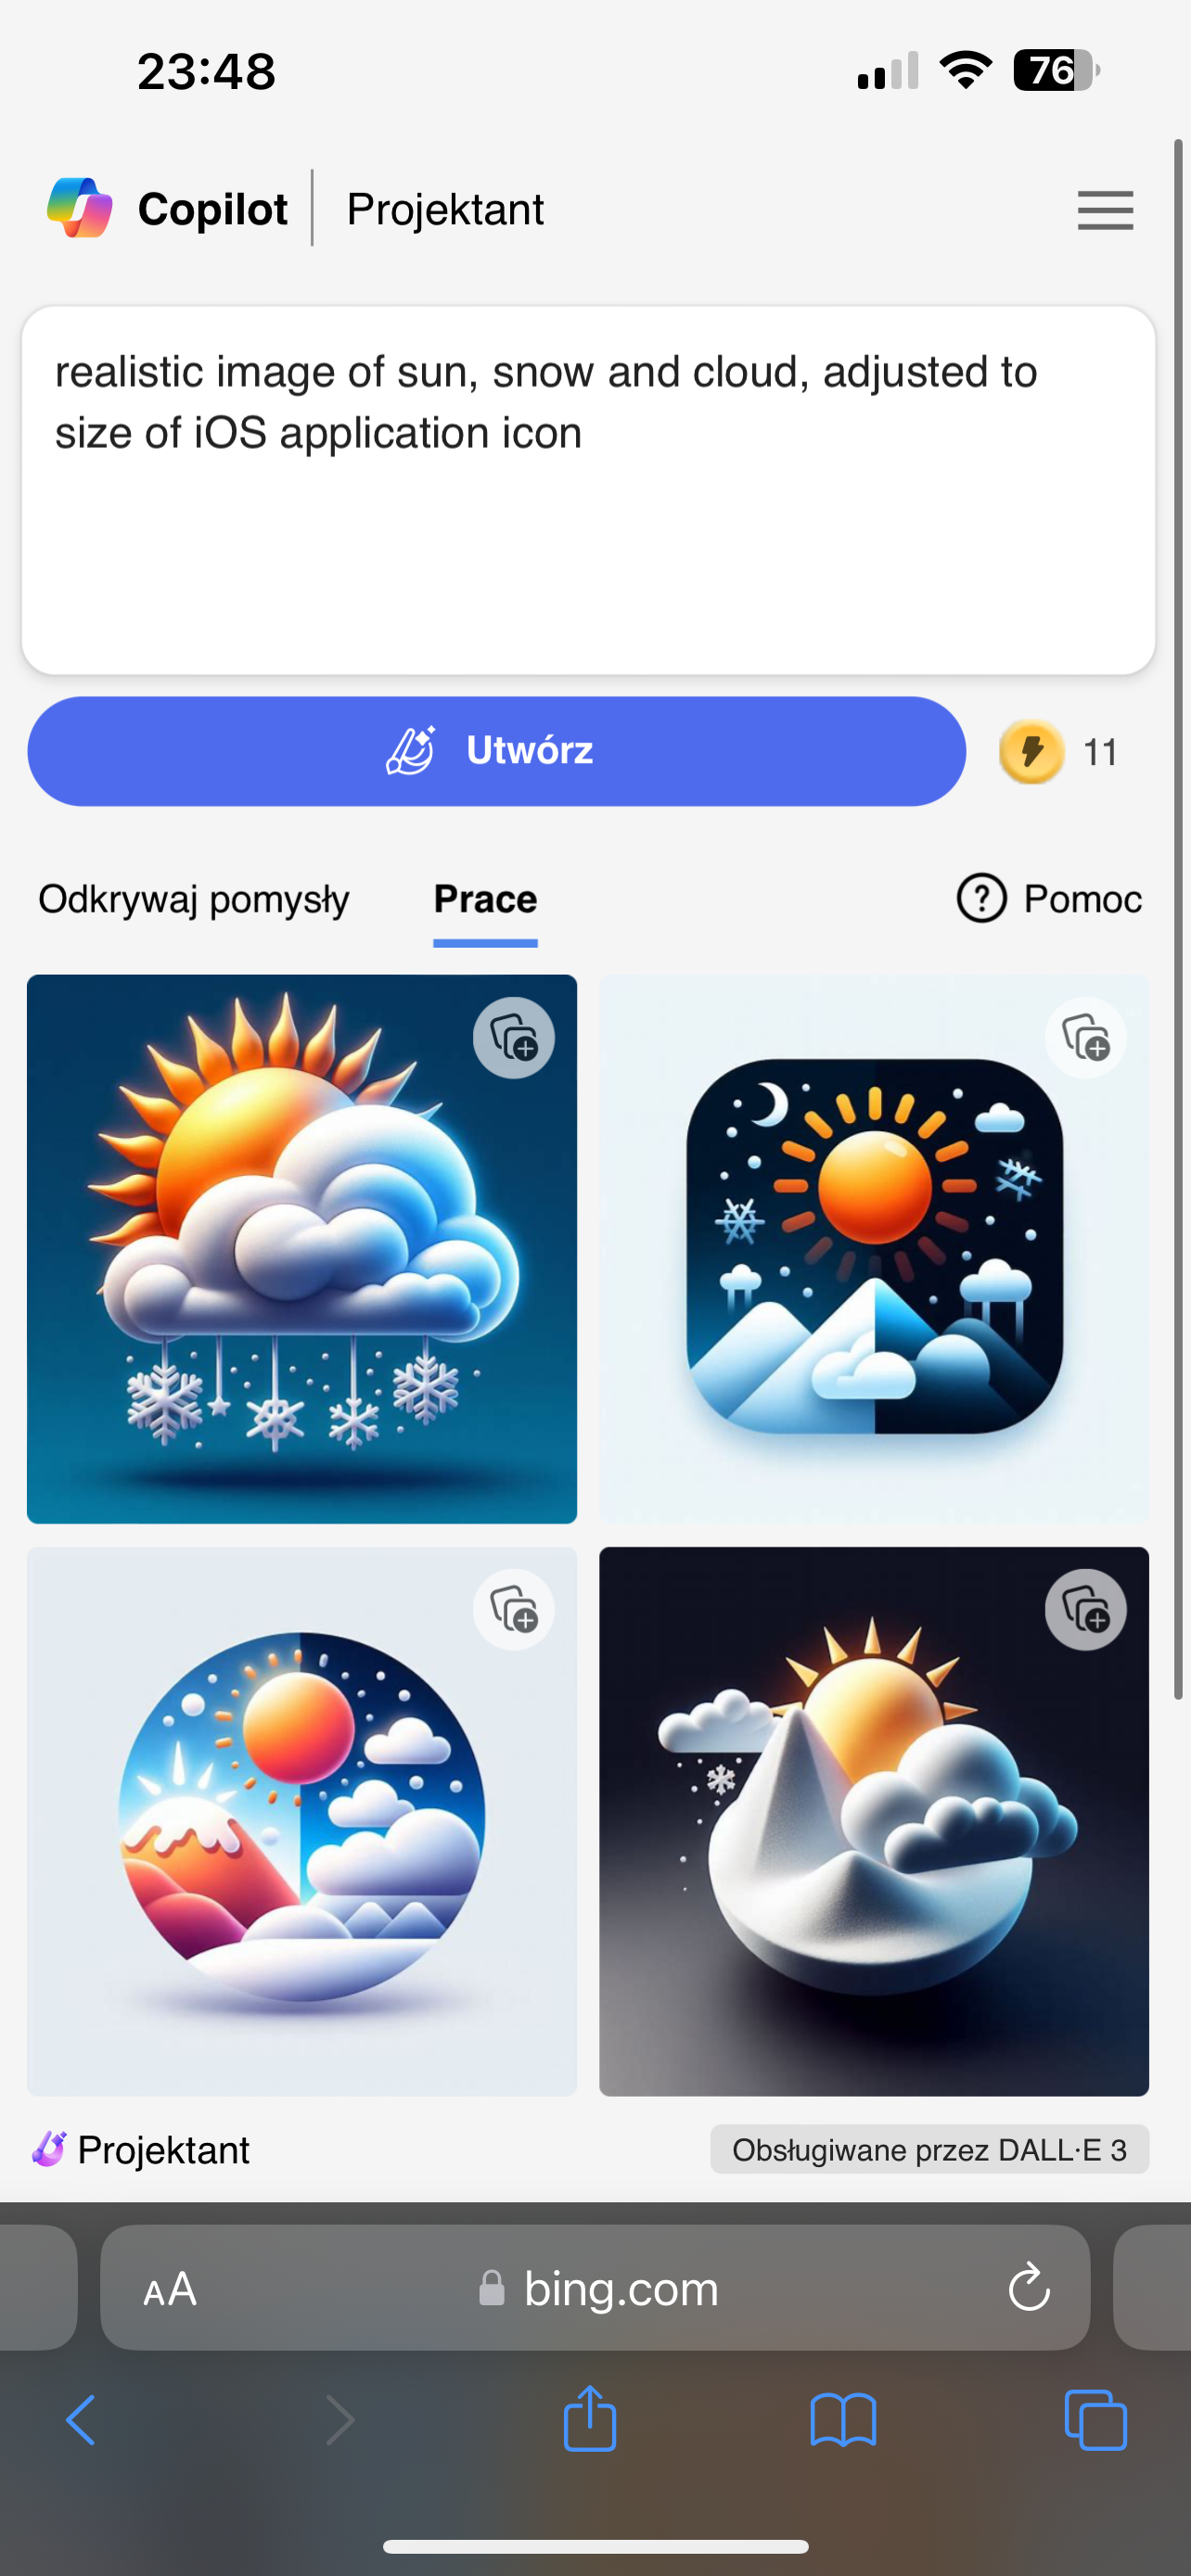 23:48
76
Copilot
Projektant
realistic image of sun, snow and cloud, adjusted to
size of iOS application icon
Utwórz
11
Odkrywaj pomysły
Prace
Pomoc
Projektant
Obsługiwane przez DALL·E 3
AA
bing.com